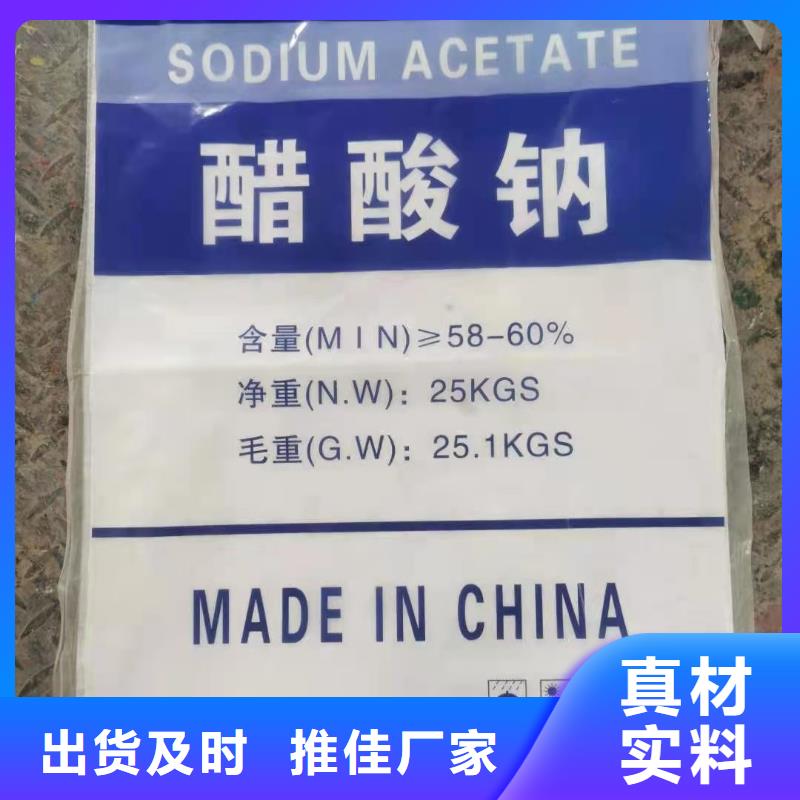 SODIUM ACETATE
醋酸钠
含量(MIN)≥58-60%
净重(N.W)：25KGS
毛重(G.W)：25.1KGS
MADE IN CHINA
真材
实料
出货及时 推佳厂家